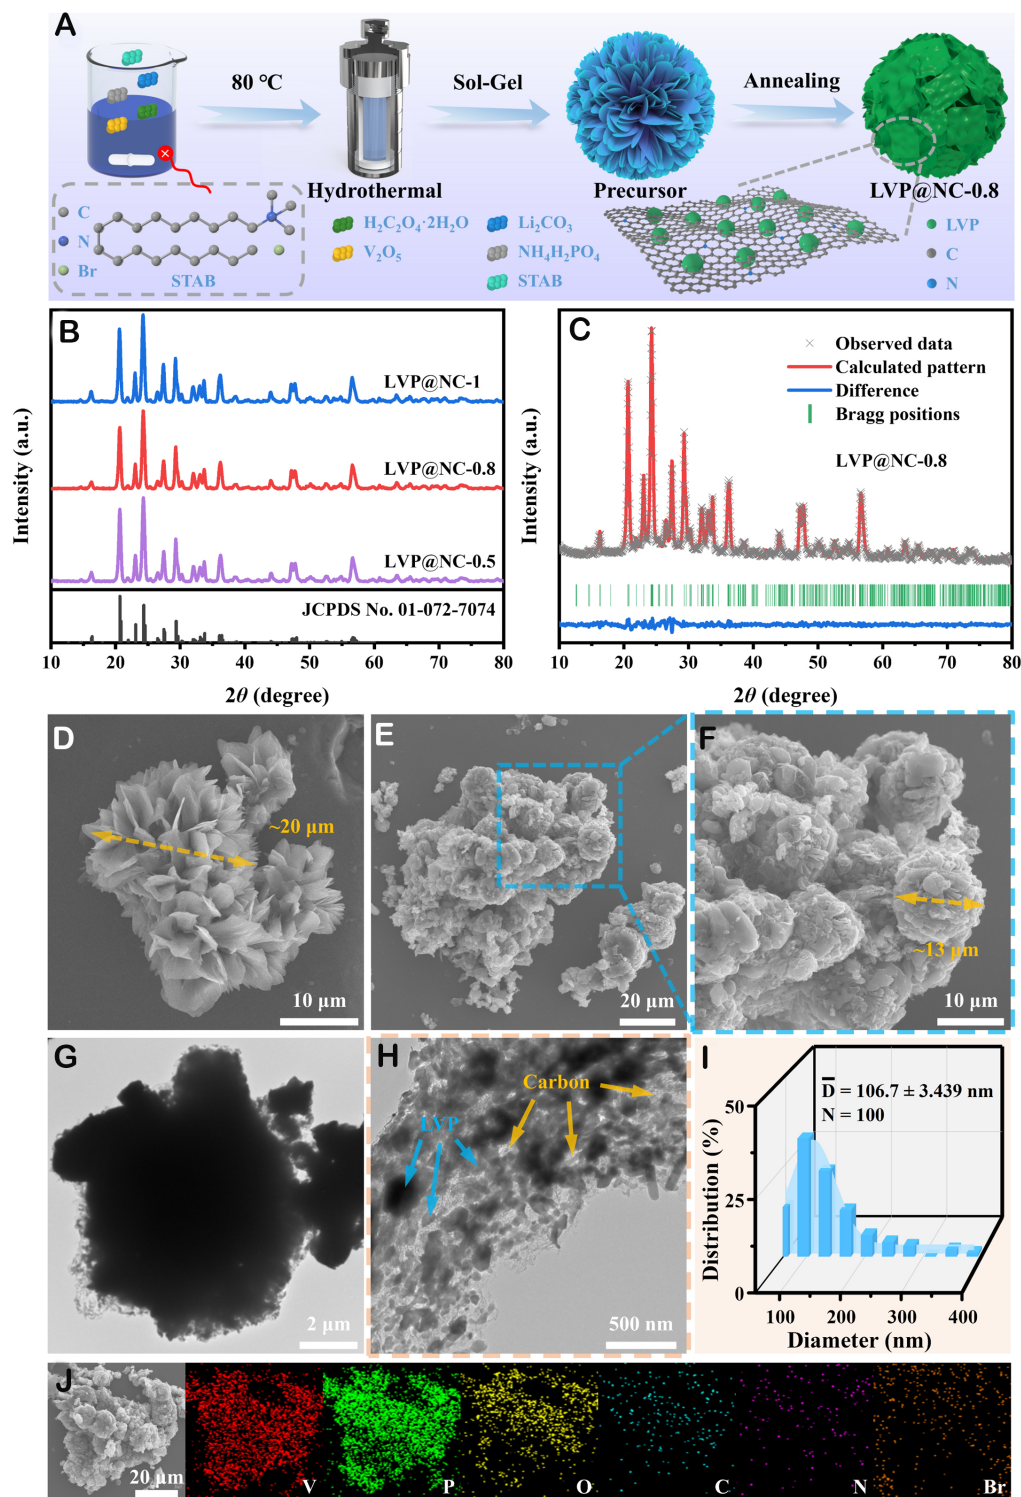 A
80 ℃
Sol-Gel
Annealing
Hydrothermal
Precursor
LVP@NC-0.8
C
N
Br
STAB
H₂C₂O₄·2H₂O
V₂O₅
Li₂CO₃
NH₄H₂PO₄
STAB
LVP
C
N
B
LVP@NC-1
LVP@NC-0.8
LVP@NC-0.5
JCPDS No. 01-072-7074
Intensity (a.u.)
10 20 30 40 50 60 70 80
2θ (degree)
C
Observed data
Calculated pattern
Difference
Bragg positions
LVP@NC-0.8
Intensity (a.u.)
10 20 30 40 50 60 70 80
2θ (degree)
D
~20 μm
10 μm
E
20 μm
F
~13 μm
10 μm
G
2 μm
H
Carbon
LVP
500 nm
I
D̅ = 106.7 ± 3.439 nm
N = 100
Distribution (%)
50
25
0
100 200 300 400
Diameter (nm)
J
20 μm
V
P
O
C
N
Br